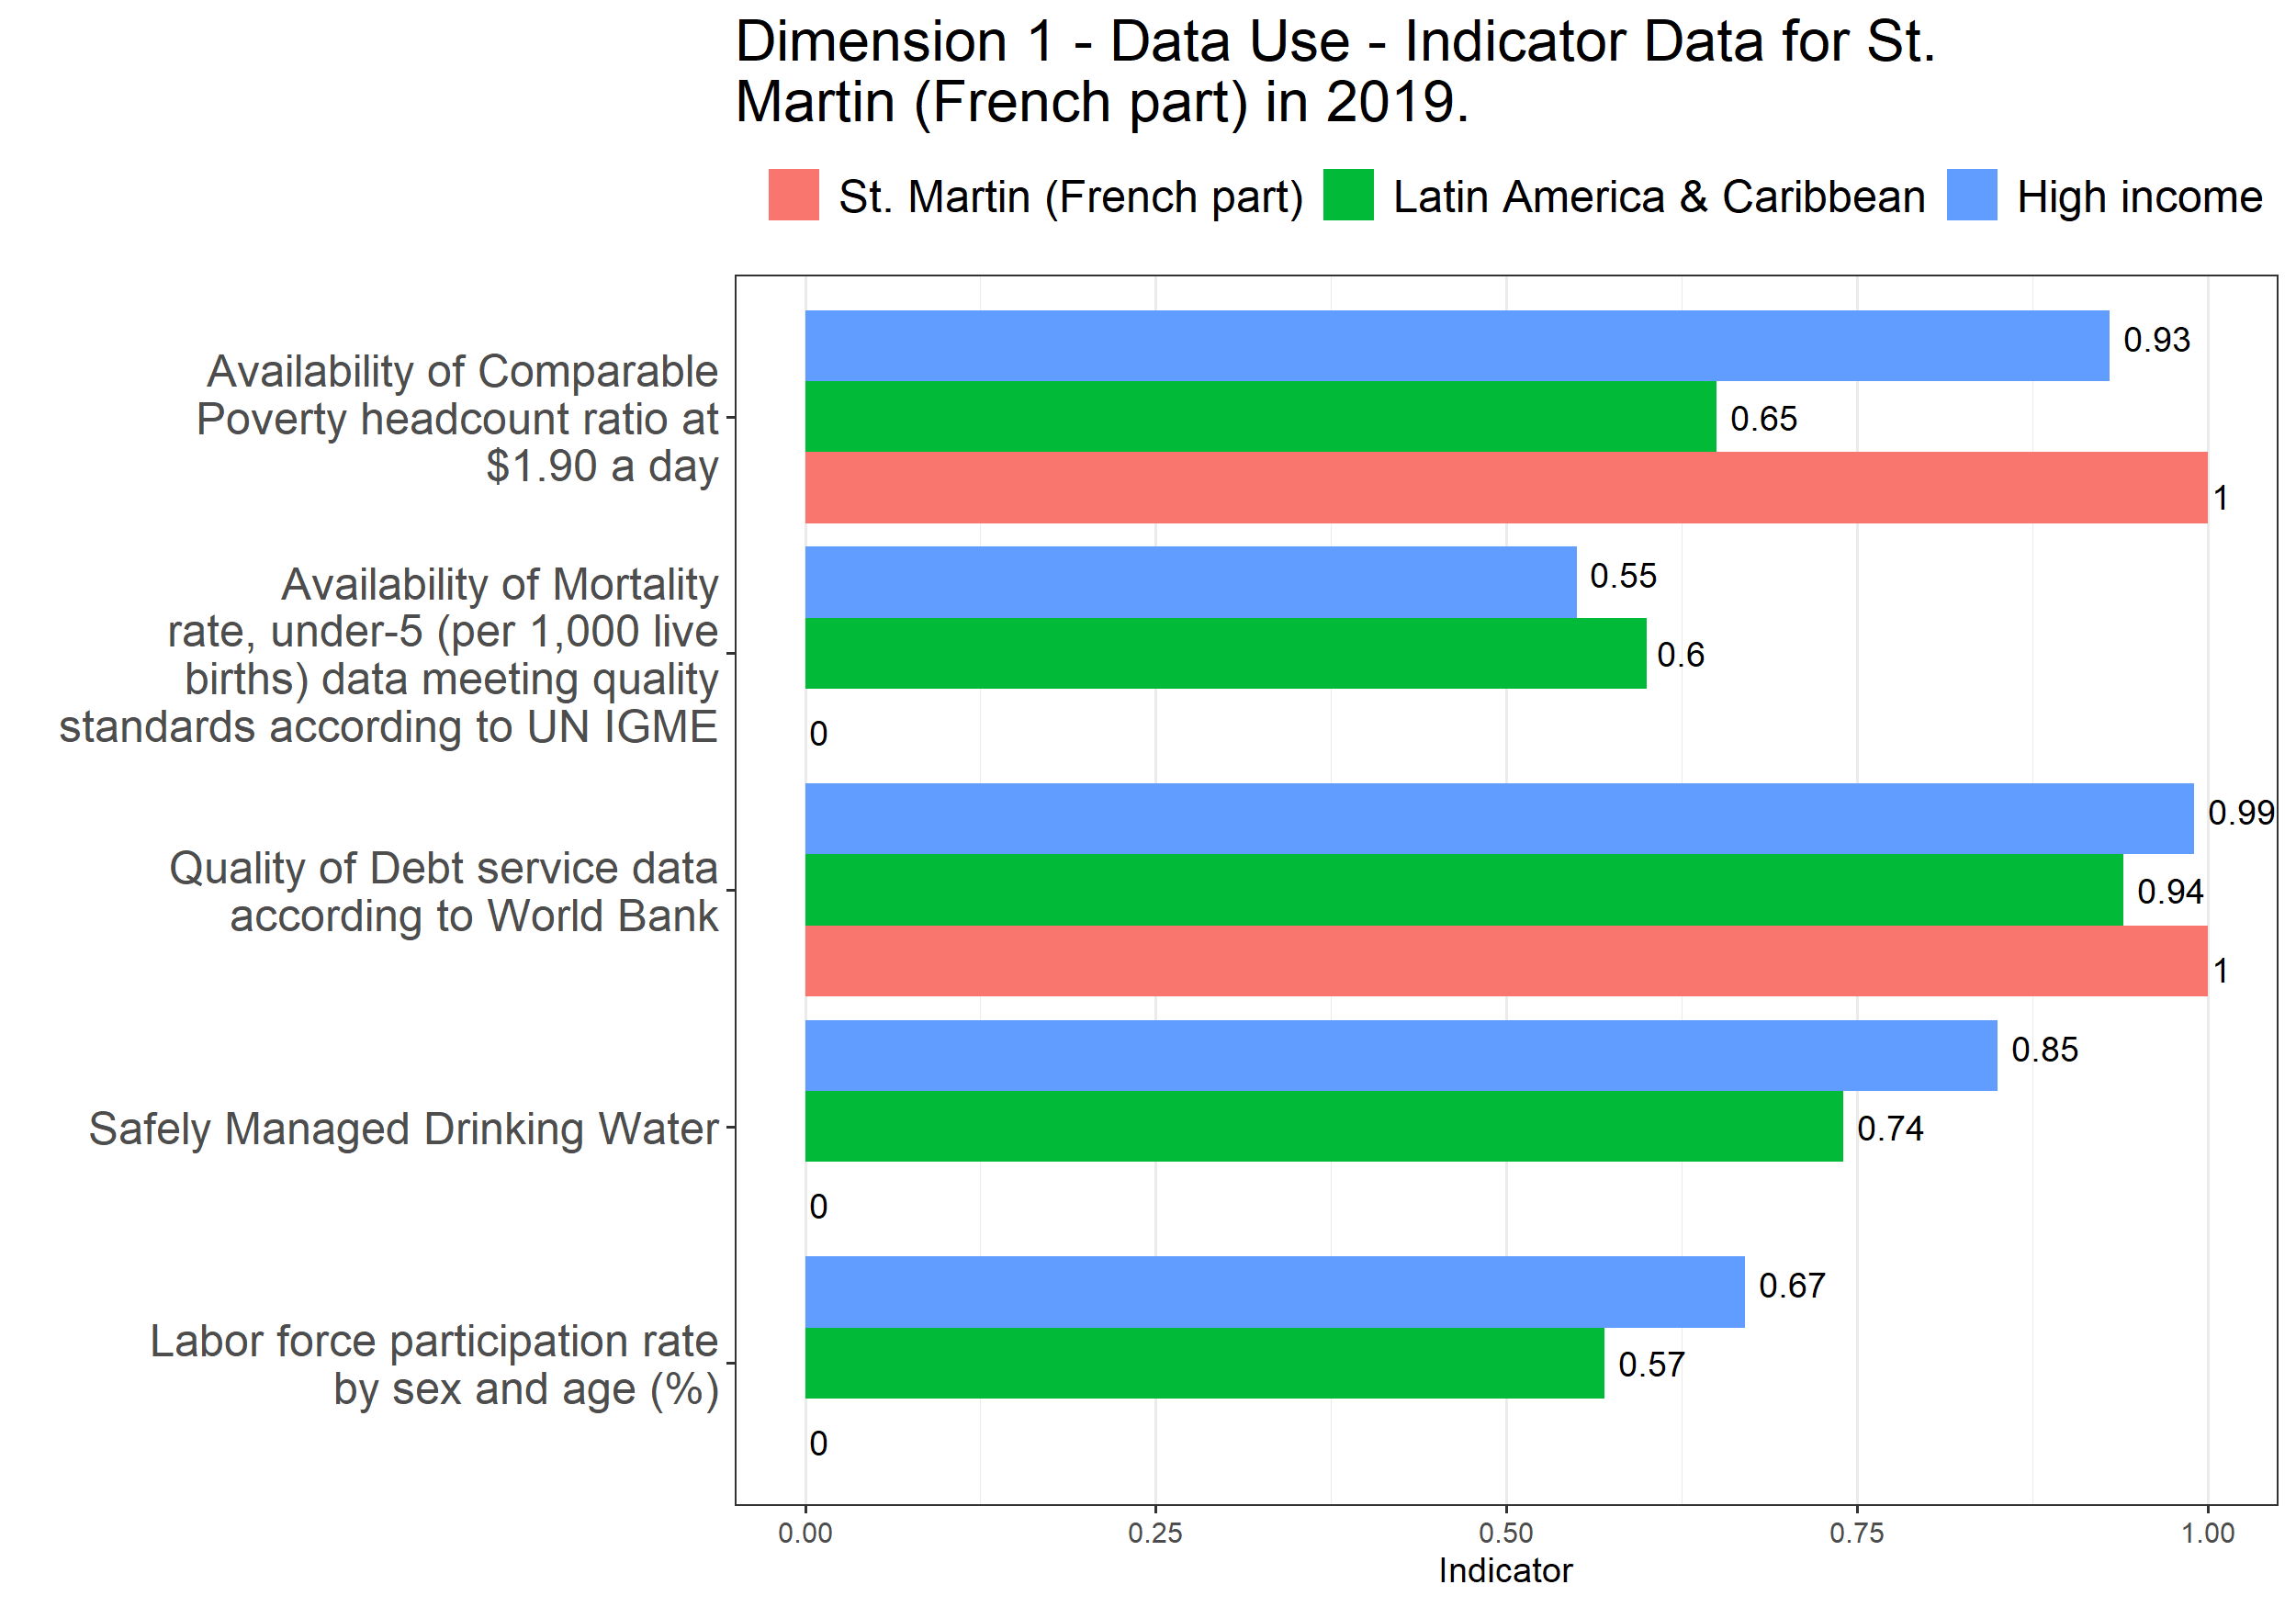 Dimension 1 - Data Use - Indicator Data for St.
Martin (French part) in 2019.
St. Martin (French part)
Latin America & Caribbean
High income
Availability of Comparable
Poverty headcount ratio at
$1.90 a day
0.93
0.65
1
Availability of Mortality
rate, under-5 (per 1,000 live
births) data meeting quality
standards according to UN IGME
0.55
0.6
0
Quality of Debt service data
according to World Bank
0.99
0.94
1
Safely Managed Drinking Water
0.85
0.74
0
Labor force participation rate
by sex and age (%)
0.67
0.57
0
0.00
0.25
0.50
0.75
1.00
Indicator